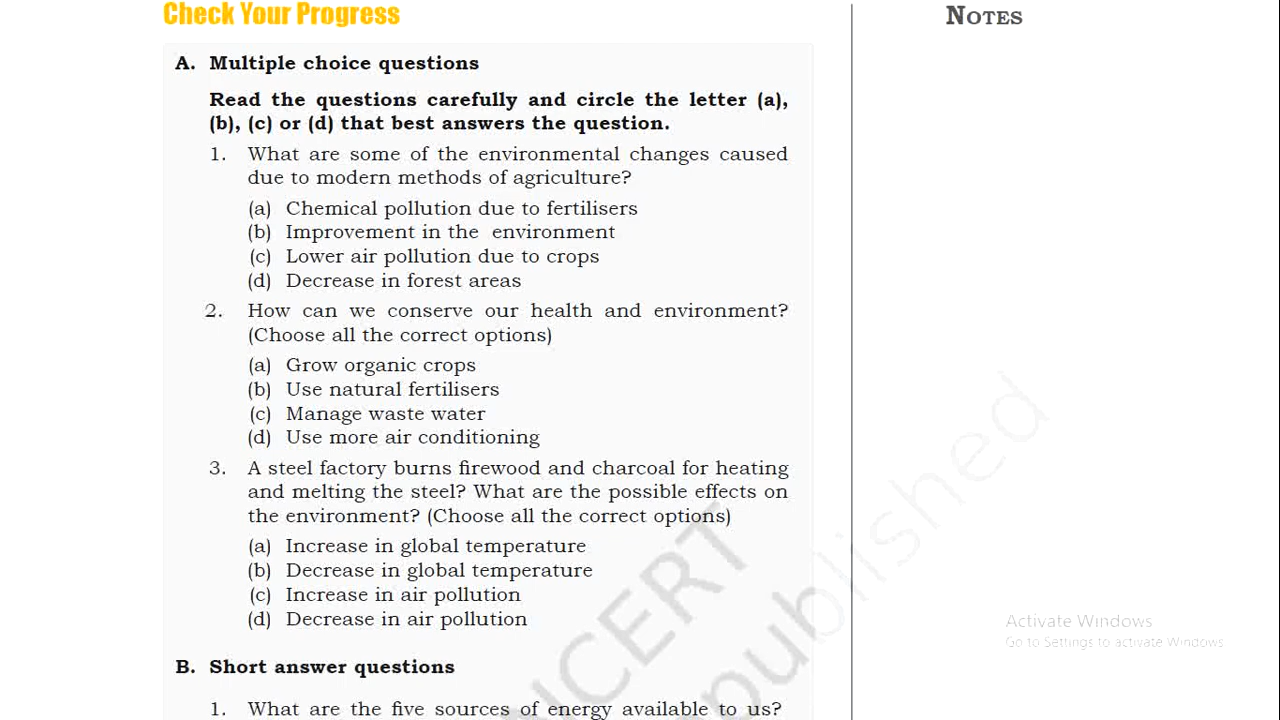 Check Your Progress
NOTES
A. Multiple choice questions
Read the questions carefully and circle the letter (a),
(b), (c) or (d) that best answers the question.
1. What are some of the environmental changes caused
due to modern methods of agriculture?
(a) Chemical pollution due to fertilisers
(b) Improvement in the environment
(c) Lower air pollution due to crops
(d) Decrease in forest areas
2. How can we conserve our health and environment?
(Choose all the correct options)
(a) Grow organic crops
(b) Use natural fertilisers
(c) Manage waste water
(d) Use more air conditioning
3. A steel factory burns firewood and charcoal for heating
and melting the steel? What are the possible effects on
the environment? (Choose all the correct options)
(a) Increase in global temperature
(b) Decrease in global temperature
(c) Increase in air pollution
(d) Decrease in air pollution
B. Short answer questions
1. What are the five sources of energy available to us?
NCERT
republished
Activate Windows
Go to Settings to activate Windows